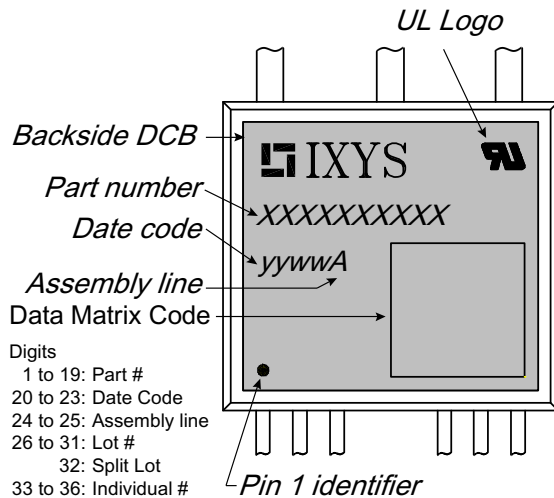 UL Logo
Backside DCB
IXYS
Part number
XXXXXXXXXX
Date code
yywwA
Assembly line
Data Matrix Code
Digits
1 to 19: Part #
20 to 23: Date Code
24 to 25: Assembly line
26 to 31: Lot #
32: Split Lot
33 to 36: Individual #
Pin 1 identifier